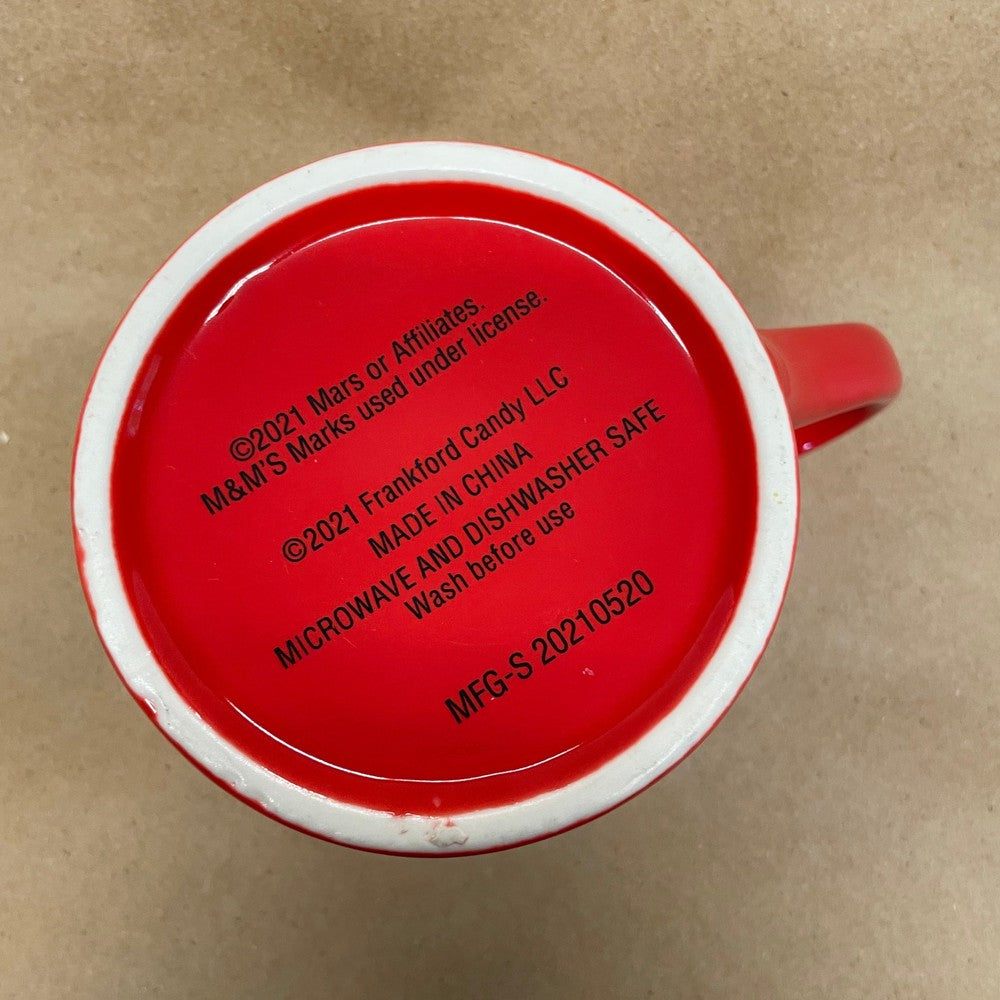 ©2021 Mars or Affiliates.
M&M'S Marks used under license.
©2021 Frankford Candy LLC
MADE IN CHINA
MICROWAVE AND DISHWASHER SAFE
Wash before use
MFG-S 20210520